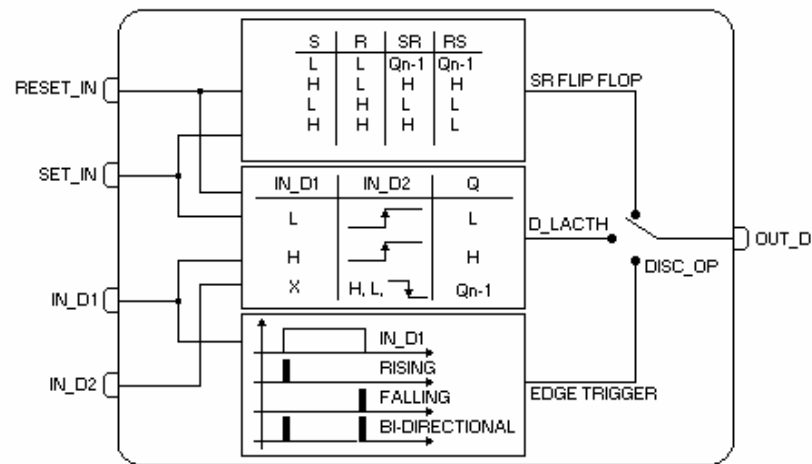 S R SR RS
L L Qn-1 Qn-1
H L H H
L H L L
H H H L
RESET_IN
SR FLIP FLOP
SET_IN
IN_D1 IN_D2 Q
L L
D_LACTH
H H
OUT_D
DISC_OP
X H, L, Qn-1
IN_D1
IN_D1
RISING
IN_D2
FALLING
EDGE TRIGGER
BI-DIRECTIONAL